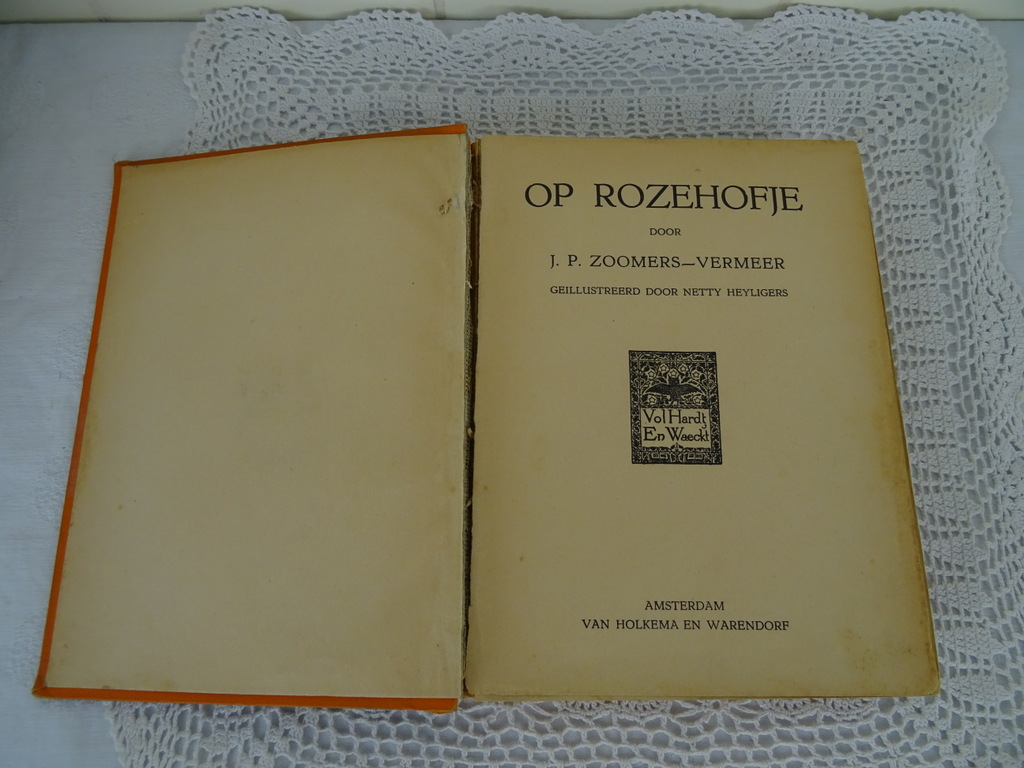 OP ROZEHOFJE
DOOR
J. P. ZOOMERS—VERMEER
GEILLUSTREERD DOOR NETTY HEYLIGERS
Vol Hardt
En Waeckt
AMSTERDAM
VAN HOLKEMA EN WARENDORF